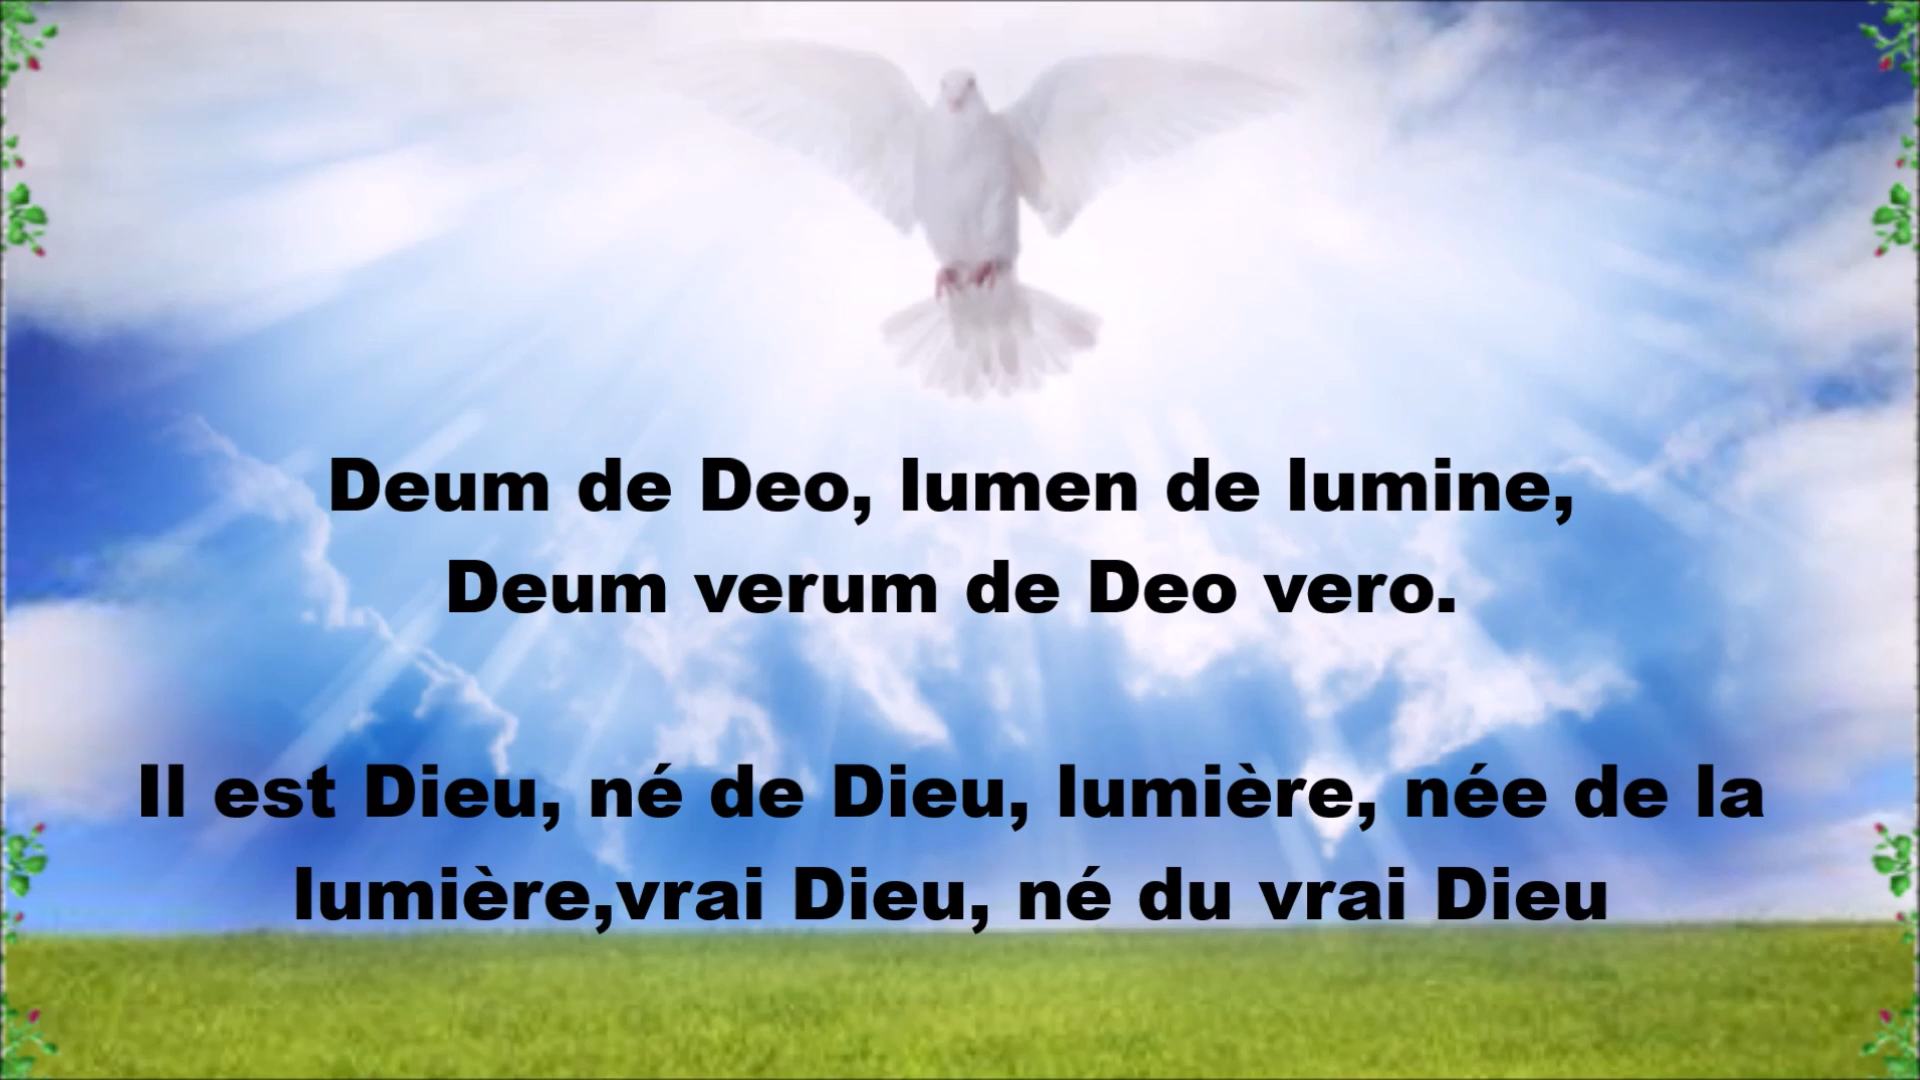 Deum de Deo, lumen de lumine,
Deum verum de Deo vero.
Il est Dieu, né de Dieu, lumière, née de la
lumière,vrai Dieu, né du vrai Dieu